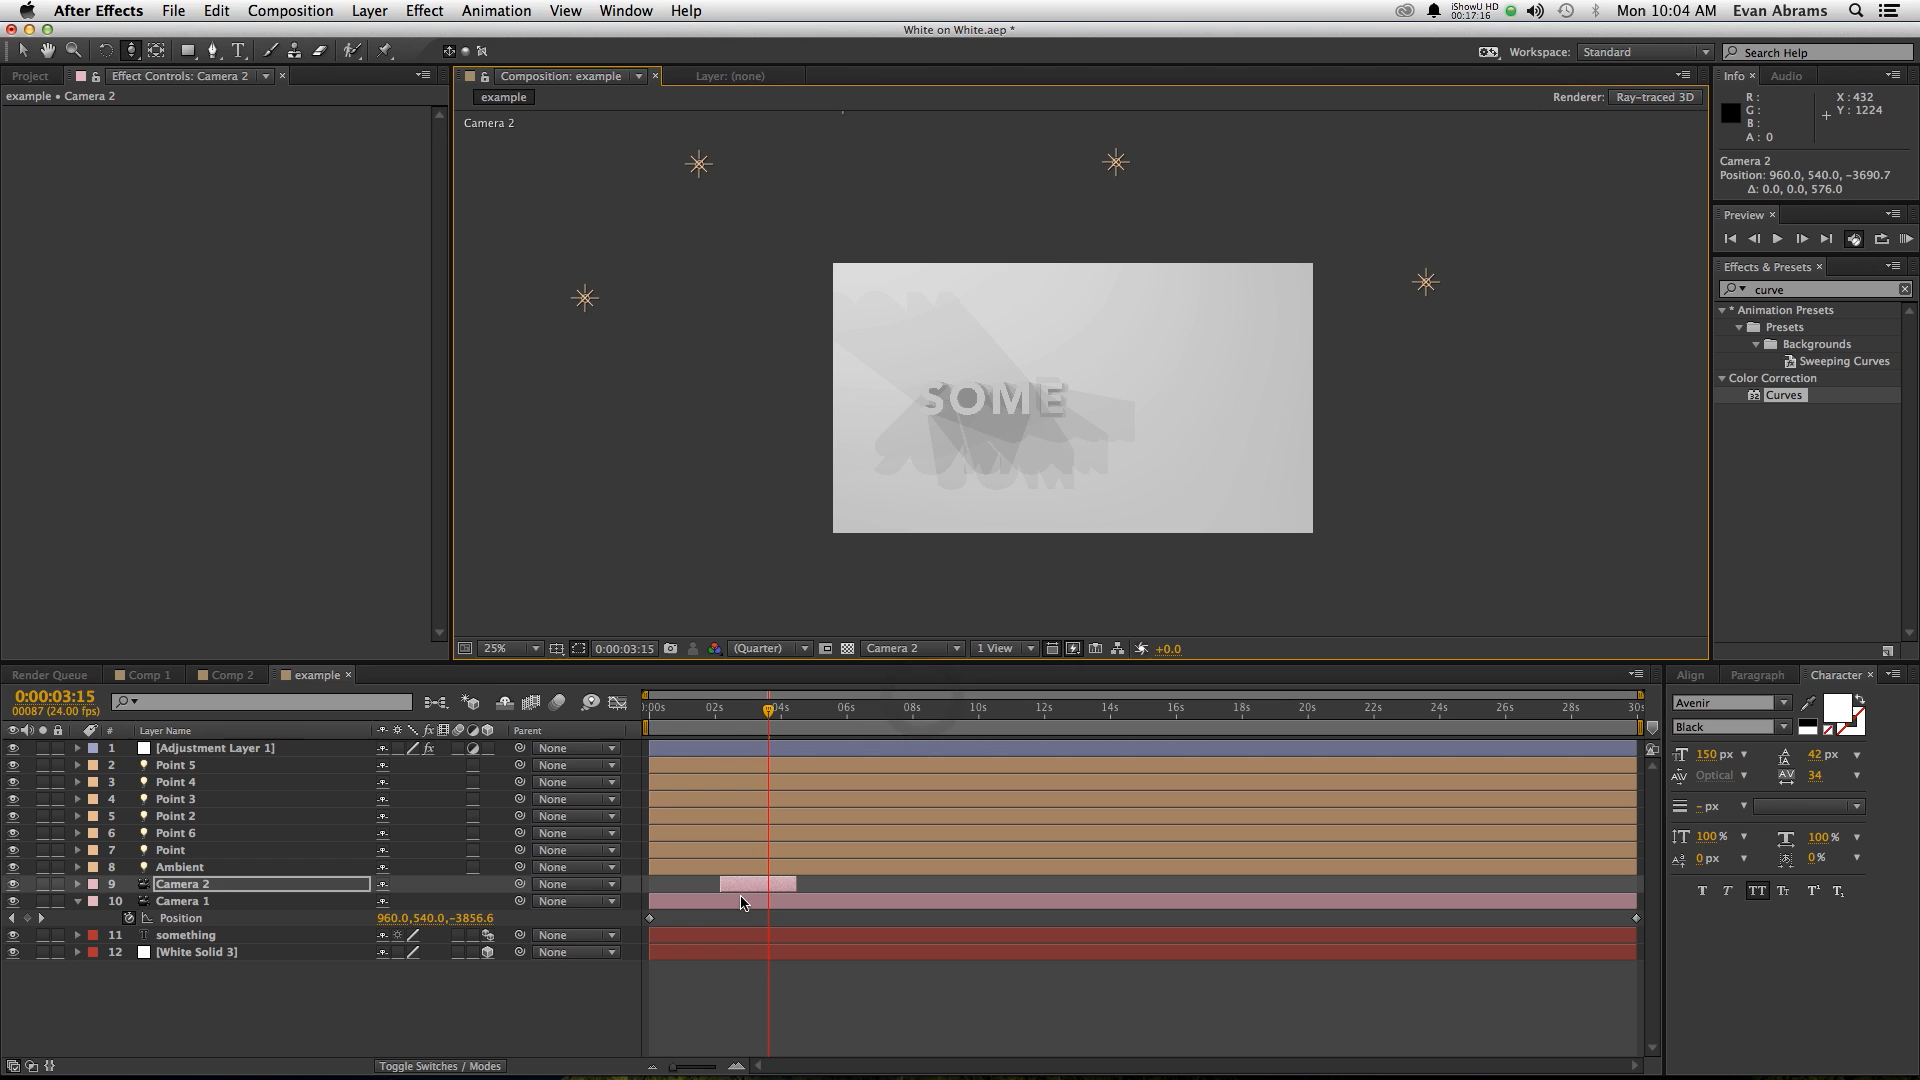 After Effects File Edit Composition Layer Effect Animation View Window Help
iShowU HD
00:17:16
Mon 10:04 AM Evan Abrams
White on White.aep *
Workspace: Standard
Search Help
Project
Effect Controls: Camera 2
Composition: example
Layer: (none)
Info
Audio
example • Camera 2
example
Renderer: Ray-traced 3D
R :
G :
B :
A : 0
X : 432
Y : 1224
Camera 2
Camera 2
Position: 960.0, 540.0, -3690.7
Δ: 0.0, 0.0, 576.0
Preview
Effects & Presets
curve
* Animation Presets
Presets
Backgrounds
Sweeping Curves
Color Correction
32 Curves
SOME
25%
0:00:03:15
(Quarter)
Camera 2
1 View
+0.0
Render Queue
Comp 1
Comp 2
example
Align
Paragraph
Character
0:00:03:15
00087 (24.00 fps)
):00s 02s 04s 06s 08s 10s 12s 14s 16s 18s 20s 22s 24s 26s 28s 30s
# Layer Name
fx
Parent
1 [Adjustment Layer 1] fx None
2 Point 5 None
3 Point 4 None
4 Point 3 None
5 Point 2 None
6 Point 6 None
7 Point None
8 Ambient None
9 Camera 2 None
10 Camera 1 None
Position 960.0,540.0,-3856.6
11 T something None
12 [White Solid 3] None
Toggle Switches / Modes
Avenir
Black
150 px
42 px
Optical
34
- px
100%
100%
0 px
0%
T T TT Tr T¹ T₁